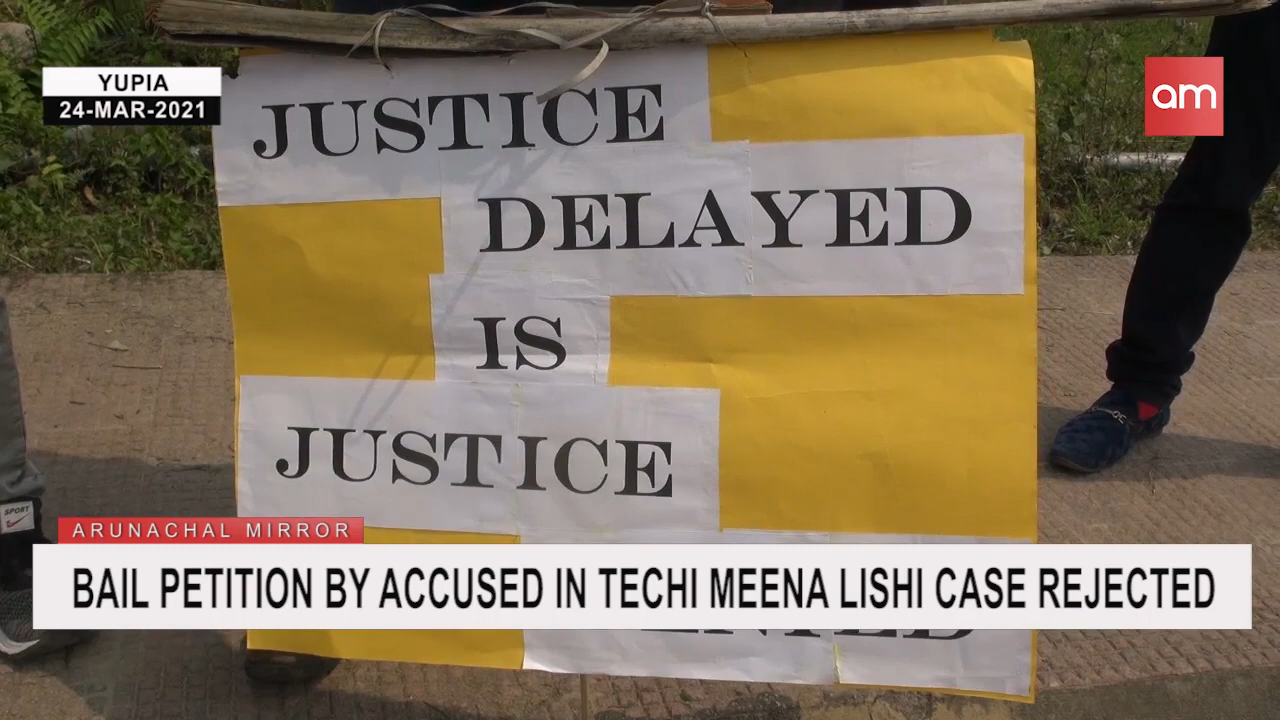 YUPIA
24-MAR-2021
am
JUSTICE
DELAYED
IS
JUSTICE
SPORT
ARUNACHAL MIRROR
BAIL PETITION BY ACCUSED IN TECHI MEENA LISHI CASE REJECTED